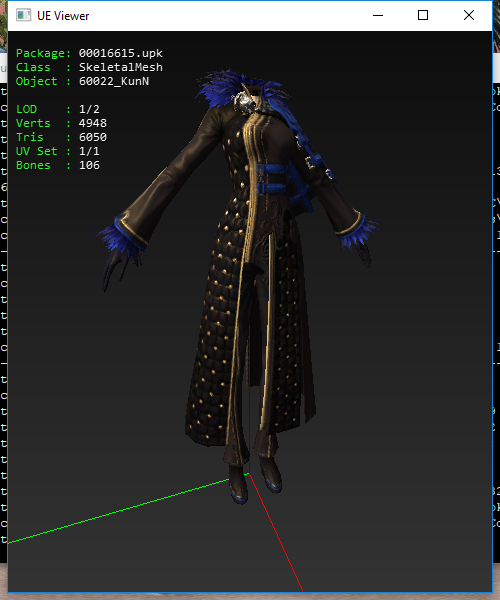 UE Viewer
Package: 00016615.upk
Class : SkeletalMesh
Object : 60022_KunN
LOD : 1/2
Verts : 4948
Tris : 6050
UV Set : 1/1
Bones : 106